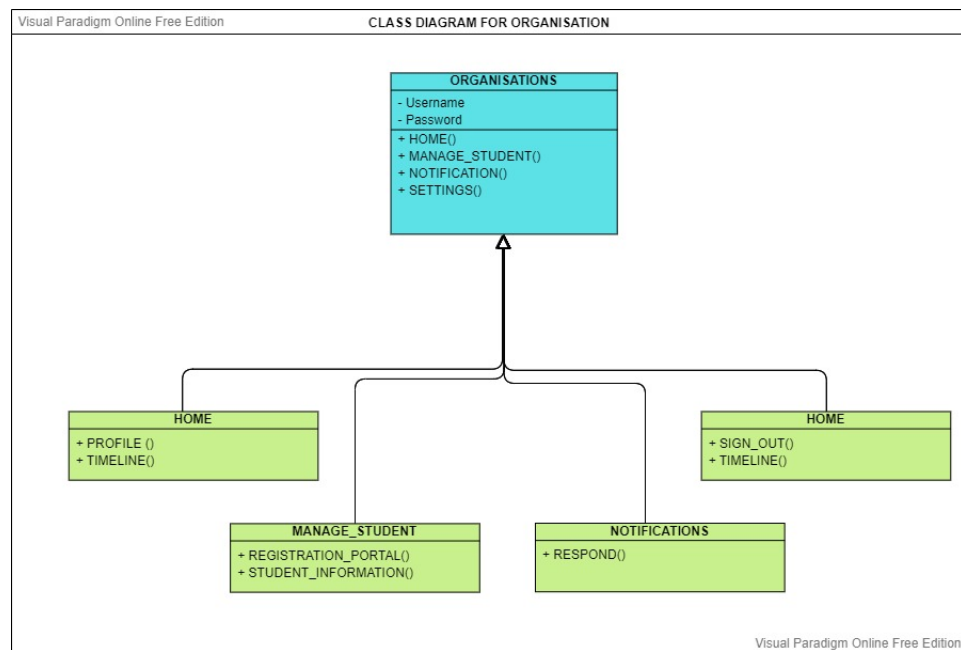 Visual Paradigm Online Free Edition
CLASS DIAGRAM FOR ORGANISATION
ORGANISATIONS
- Username
- Password
+ HOME()
+ MANAGE_STUDENT()
+ NOTIFICATION()
+ SETTINGS()
HOME
+ PROFILE ()
+ TIMELINE()
HOME
+ SIGN_OUT()
+ TIMELINE()
MANAGE_STUDENT
+ REGISTRATION_PORTAL()
+ STUDENT_INFORMATION()
NOTIFICATIONS
+ RESPOND()
Visual Paradigm Online Free Edition